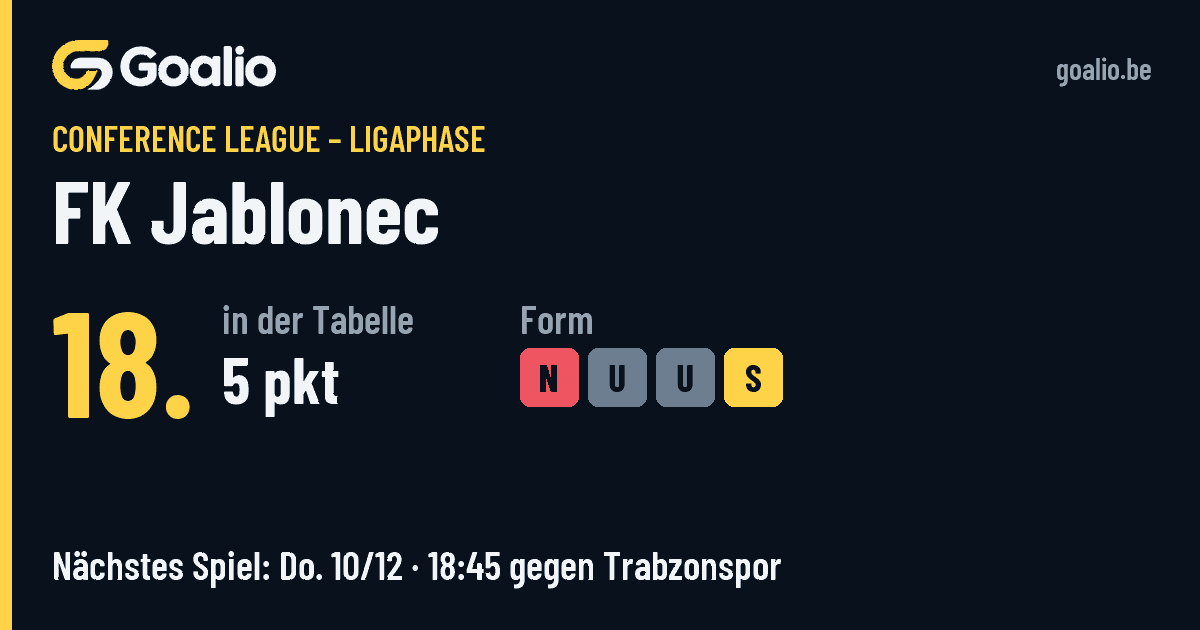 Goalio
goalio.be
CONFERENCE LEAGUE – LIGAPHASE
FK Jablonec
18.
in der Tabelle
5 pkt
Form
N U U S
Nächstes Spiel: Do. 10/12 · 18:45 gegen Trabzonspor